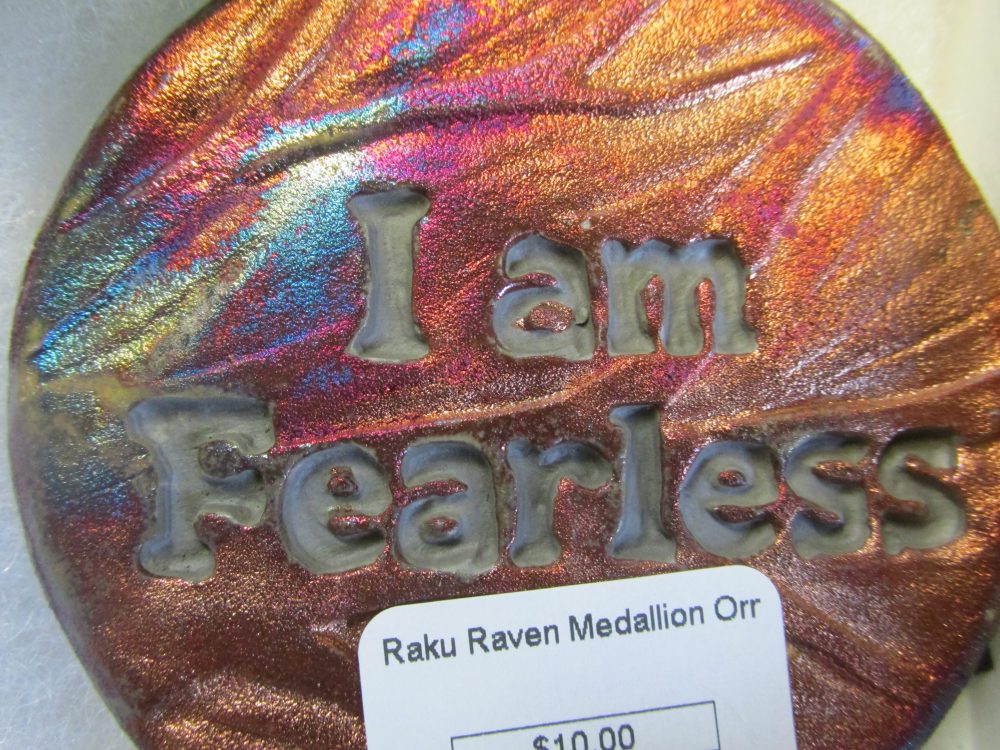 I am
Fearless
Raku Raven Medallion Orr
$10.00